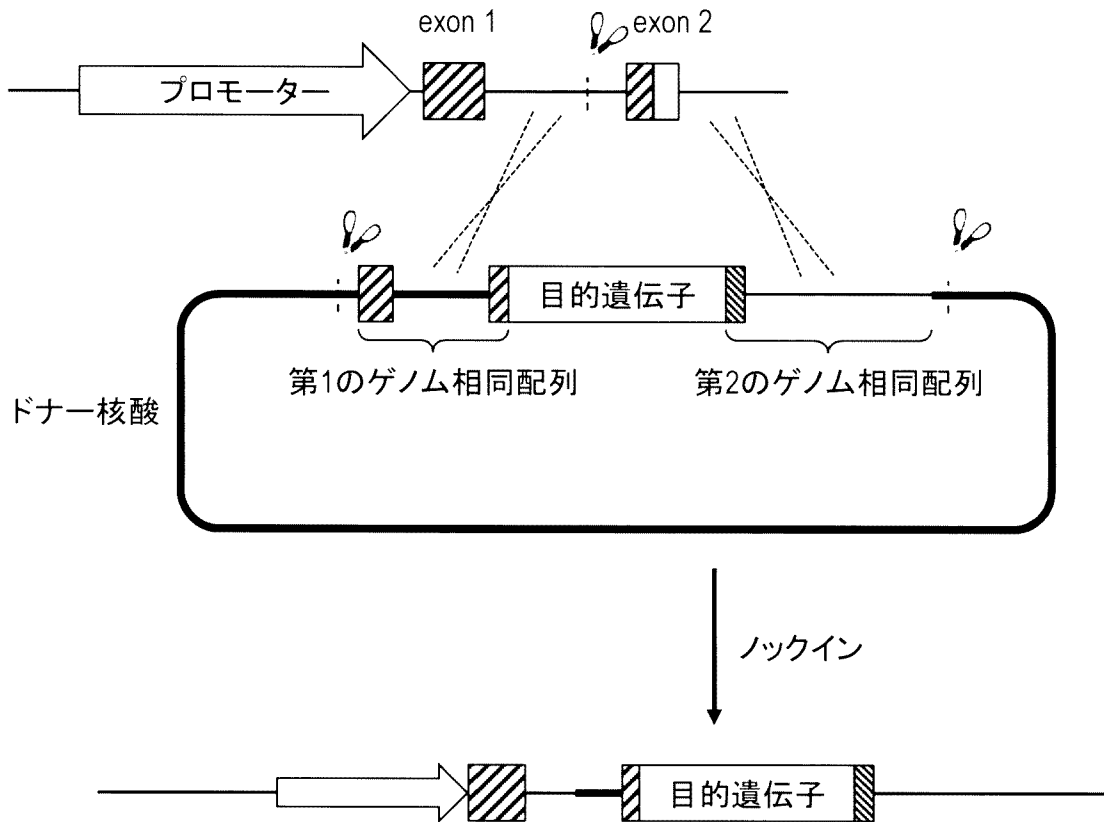 exon 1
exon 2
プロモーター
目的遺伝子
第1のゲノム相同配列
第2のゲノム相同配列
ドナー核酸
ノックイン
目的遺伝子